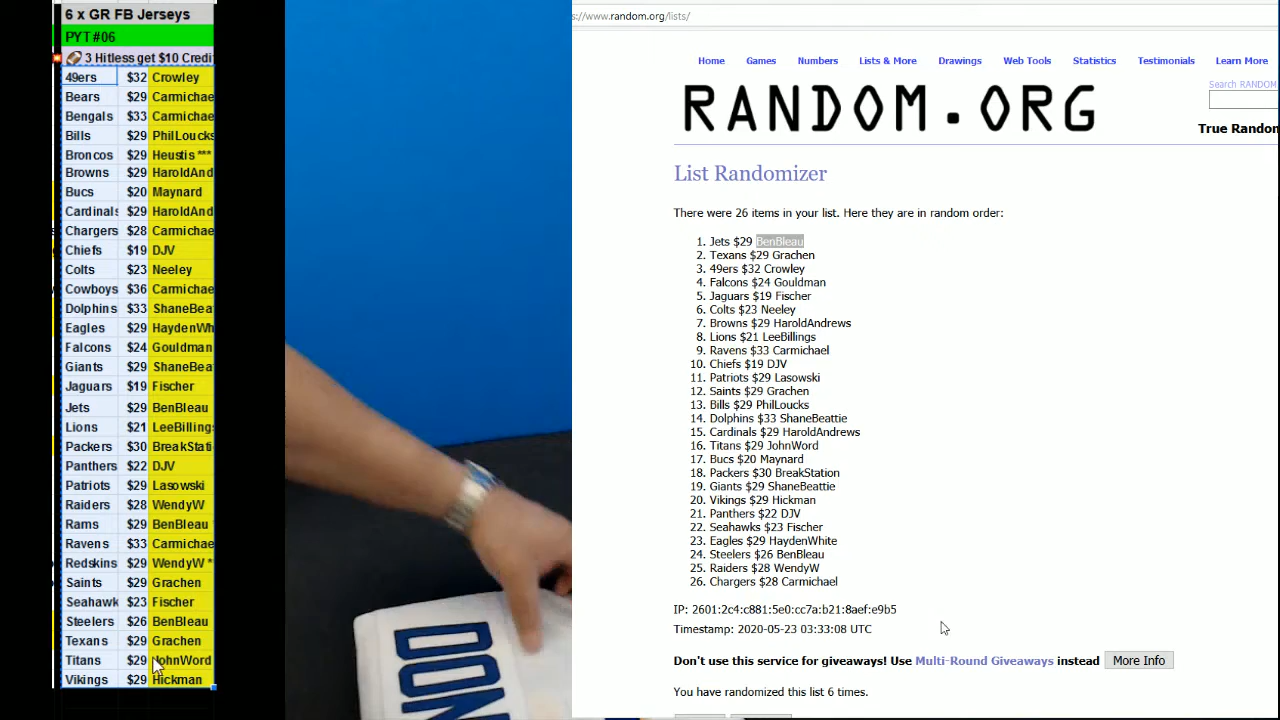 6 x GR FB Jerseys
PYT #06
3 Hitless get $10 Credi
49ers $32 Crowley
Bears $29 Carmichae
Bengals $33 Carmichae
Bills $29 PhilLoucks
Broncos $29 Heustis ***
Browns $29 HaroldAnd
Bucs $20 Maynard
Cardinals $29 HaroldAnd
Chargers $28 Carmichae
Chiefs $19 DJV
Colts $23 Neeley
Cowboys $36 Carmichae
Dolphins $33 ShaneBea
Eagles $29 HaydenWh
Falcons $24 Gouldman
Giants $29 ShaneBea
Jaguars $19 Fischer
Jets $29 BenBleau
Lions $21 LeeBillings
Packers $30 BreakStati
Panthers $22 DJV
Patriots $29 Lasowski
Raiders $28 WendyW
Rams $29 BenBleau
Ravens $33 Carmichae
Redskins $29 WendyW *
Saints $29 Grachen
Seahawk $23 Fischer
Steelers $26 BenBleau
Texans $29 Grachen
Titans $29 JohnWord
Vikings $29 Hickman
DON
s://www.random.org/lists/
Home Games Numbers Lists & More Drawings Web Tools Statistics Testimonials Learn More
Search RANDOM
RANDOM.ORG
True Random
List Randomizer
There were 26 items in your list. Here they are in random order:
1. Jets $29 BenBleau
2. Texans $29 Grachen
3. 49ers $32 Crowley
4. Falcons $24 Gouldman
5. Jaguars $19 Fischer
6. Colts $23 Neeley
7. Browns $29 HaroldAndrews
8. Lions $21 LeeBillings
9. Ravens $33 Carmichael
10. Chiefs $19 DJV
11. Patriots $29 Lasowski
12. Saints $29 Grachen
13. Bills $29 PhilLoucks
14. Dolphins $33 ShaneBeattie
15. Cardinals $29 HaroldAndrews
16. Titans $29 JohnWord
17. Bucs $20 Maynard
18. Packers $30 BreakStation
19. Giants $29 ShaneBeattie
20. Vikings $29 Hickman
21. Panthers $22 DJV
22. Seahawks $23 Fischer
23. Eagles $29 HaydenWhite
24. Steelers $26 BenBleau
25. Raiders $28 WendyW
26. Chargers $28 Carmichael
IP: 2601:2c4:c881:5e0:cc7a:b21:8aef:e9b5
Timestamp: 2020-05-23 03:33:08 UTC
Don't use this service for giveaways! Use Multi-Round Giveaways instead More Info
You have randomized this list 6 times.